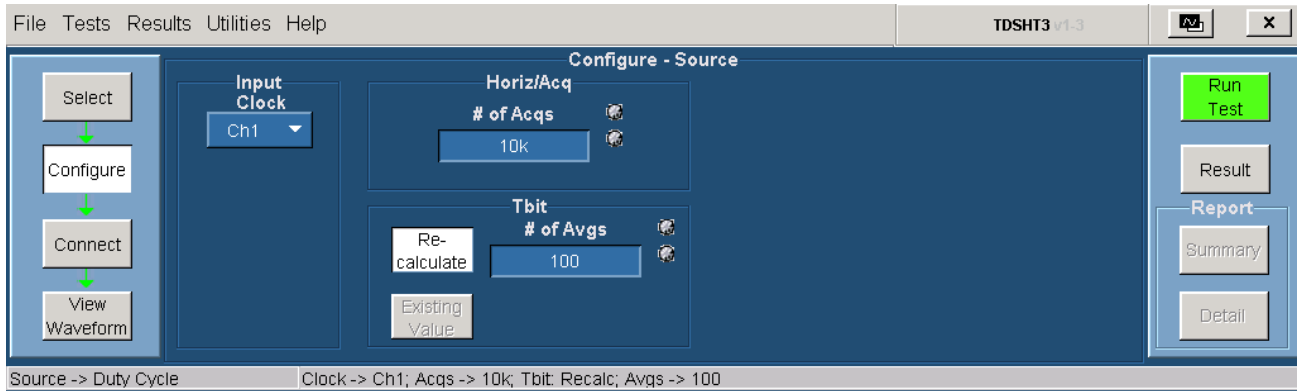 File Tests Results Utilities Help
TDSHT3 v1-3
x
Configure - Source
Select
Configure
Connect
View
Waveform
Input
Clock
Ch1
Horiz/Acq
# of Acqs
10k
Tbit
Re-
calculate
# of Avgs
100
Existing
Value
Run
Test
Result
Report
Summary
Detail
Source -> Duty Cycle
Clock -> Ch1; Acqs -> 10k; Tbit: Recalc; Avgs -> 100